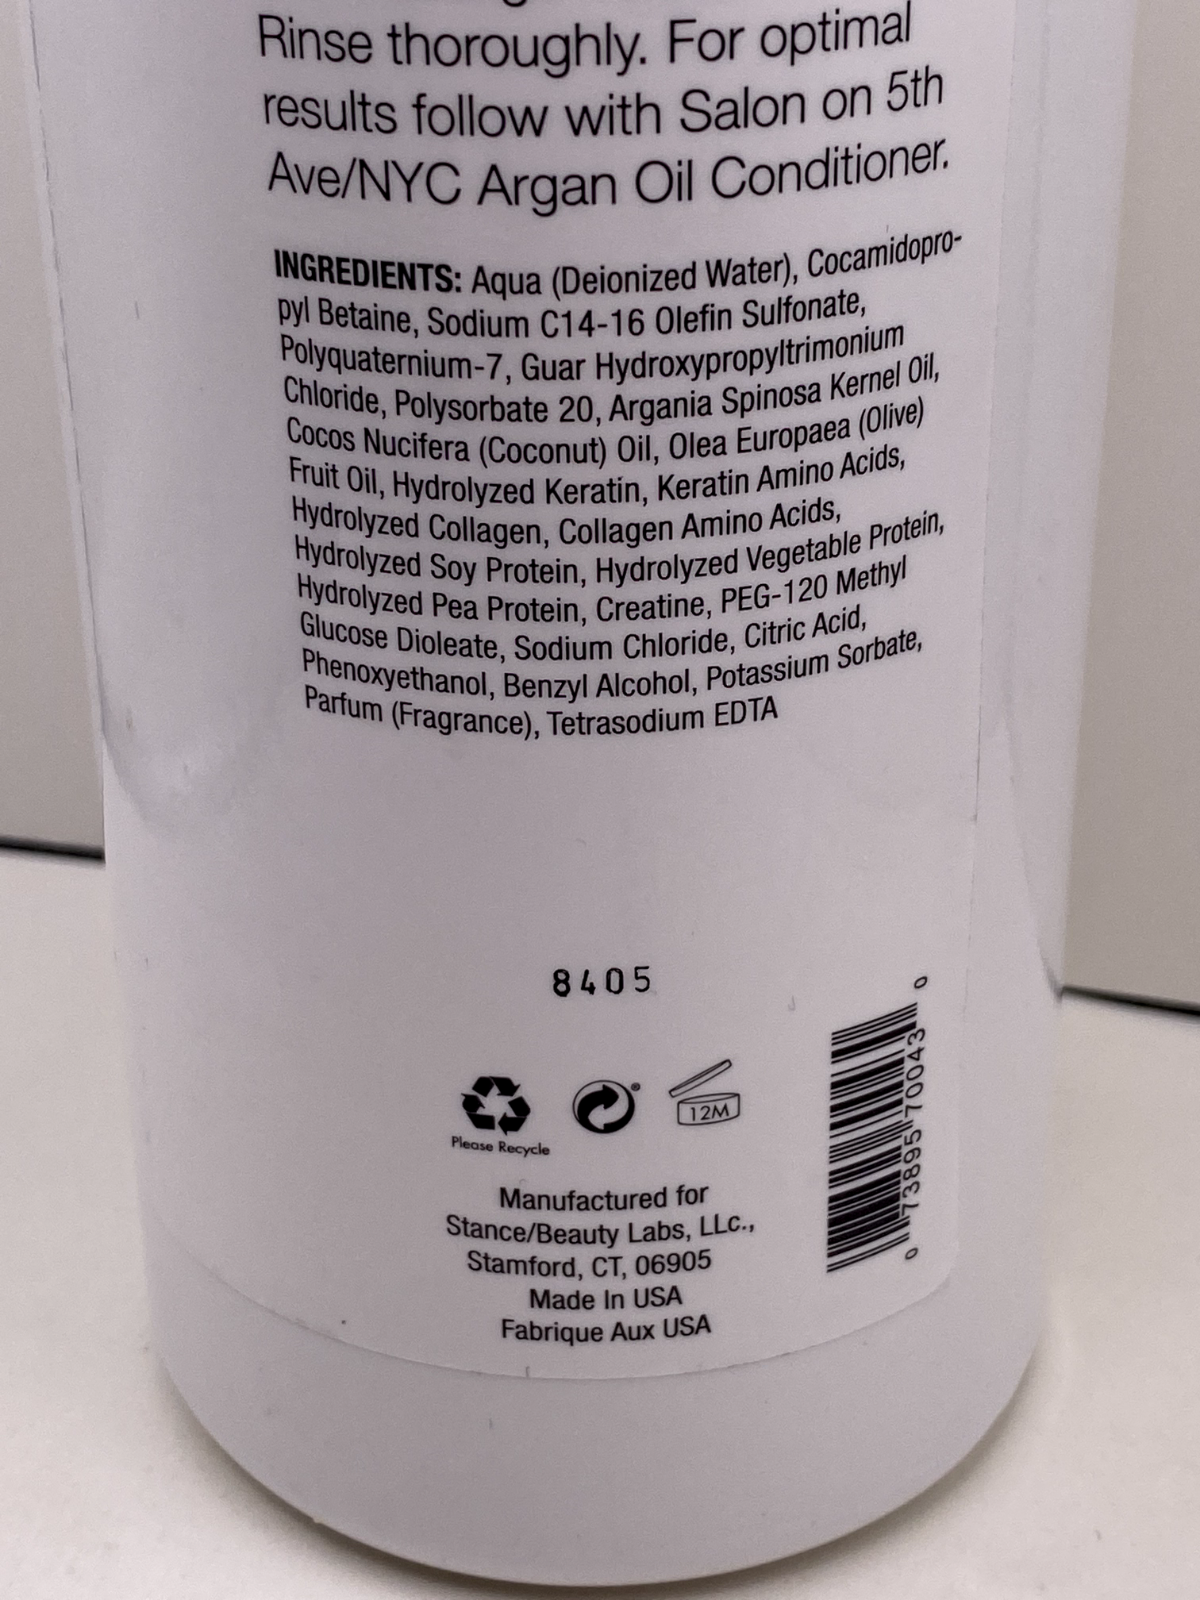 Rinse thoroughly. For optimal
results follow with Salon on 5th
Ave/NYC Argan Oil Conditioner.
INGREDIENTS: Aqua (Deionized Water), Cocamidopro-
pyl Betaine, Sodium C14-16 Olefin Sulfonate,
Polyquaternium-7, Guar Hydroxypropyltrimonium
Chloride, Polysorbate 20, Argania Spinosa Kernel Oil,
Cocos Nucifera (Coconut) Oil, Olea Europaea (Olive)
Fruit Oil, Hydrolyzed Keratin, Keratin Amino Acids,
Hydrolyzed Collagen, Collagen Amino Acids,
Hydrolyzed Soy Protein, Hydrolyzed Vegetable Protein,
Hydrolyzed Pea Protein, Creatine, PEG-120 Methyl
Glucose Dioleate, Sodium Chloride, Citric Acid,
Phenoxyethanol, Benzyl Alcohol, Potassium Sorbate,
Parfum (Fragrance), Tetrasodium EDTA
8405
®
12M
Please Recycle
0 73895 70043 0
Manufactured for
Stance/Beauty Labs, LLc.,
Stamford, CT, 06905
Made In USA
Fabrique Aux USA